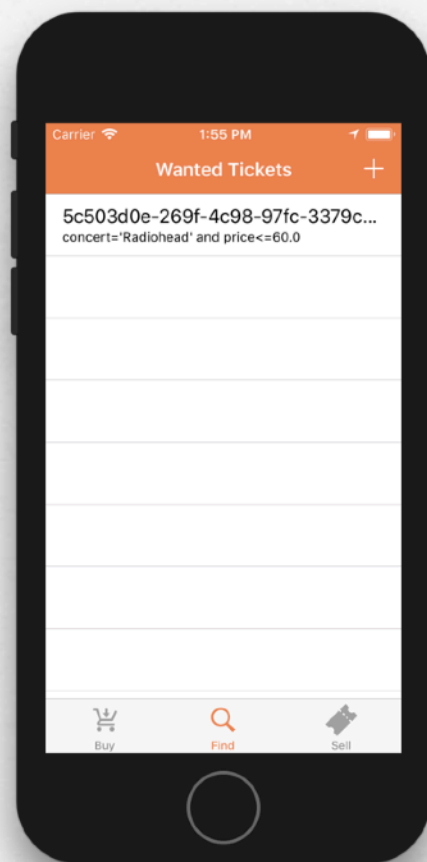 Carrier 1:55 PM
Wanted Tickets
5c503d0e-269f-4c98-97fc-3379c...
concert='Radiohead' and price<=60.0
Buy Find Sell